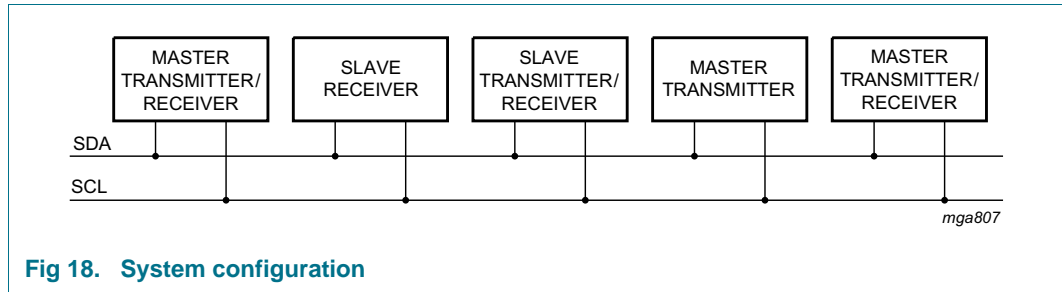 MASTER
TRANSMITTER/
RECEIVER
SLAVE
RECEIVER
SLAVE
TRANSMITTER/
RECEIVER
MASTER
TRANSMITTER
MASTER
TRANSMITTER/
RECEIVER
SDA
SCL
mga807
Fig 18. System configuration